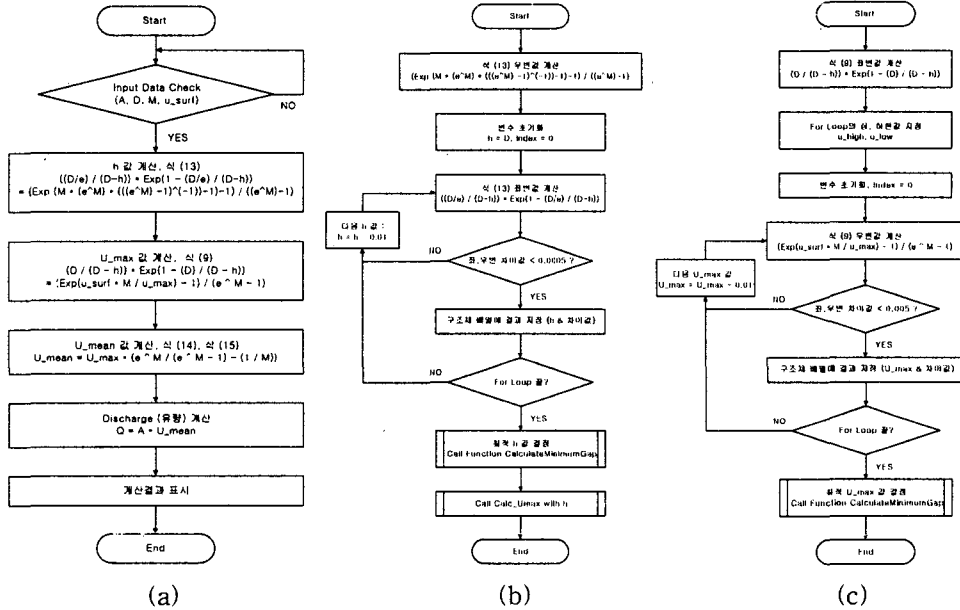 Start
Input Data Check
(A, D, M, u_surf)
NO
YES
h 값 계산, 식 (13)
((D/e) / (D-h)) * Exp(1 - (D/e) / (D-h))
= (Exp (M * (e^M) * (((e^M) -1)^(-1))-1)-1) / ((e^M)-1)
U_max 값 계산, 식 (9)
(D / (D - h)) * Exp(1 - (D) / (D - h))
= (Exp(u_surf * M / u_max) - 1) / (e ^ M - 1)
U_mean 값 계산, 식 (14), 식 (15)
U_mean = U_max * (e ^ M / (e ^ M - 1) - (1 / M))
Discharge (유량) 계산
Q = A * U_mean
계산결과 표시
End
(a)
Start
식 (13) 우변값 계산
(Exp (M * (e^M) * (((e^M) -1)^(-1))-1)-1) / ((e^M)-1)
변수 초기화
h = D, Index = 0
식 (13) 좌변값 계산
((D/e) / (D-h)) * Exp(1 - (D/e) / (D-h))
다음 h 값 :
h = h - 0.01
NO
좌,우변 차이값 < 0.0005 ?
YES
구조체 배열에 결과 저장 (h & 차이값)
NO
For Loop 끝?
YES
최적 h 값 결정
Call Function CalculateMinimumGap
Call Calc_Umax with h
End
(b)
Start
식 (9) 좌변값 계산
(D / (D - h)) * Exp(1 - (D) / (D - h))
For Loop의 상, 하한값 지정
u_high, u_low
변수 초기화, Index = 0
식 (9) 우변값 계산
(Exp(u_surf * M / u_max) - 1) / (e ^ M - 1)
다음 U_max 값
U_max = U_max - 0.01
NO
좌,우변 차이값 < 0.005 ?
YES
구조체 배열에 결과 저장 (U_max & 차이값)
NO
For Loop 끝?
YES
최적 U_max 값 결정
Call Function CalculateMinimumGap
End
(c)